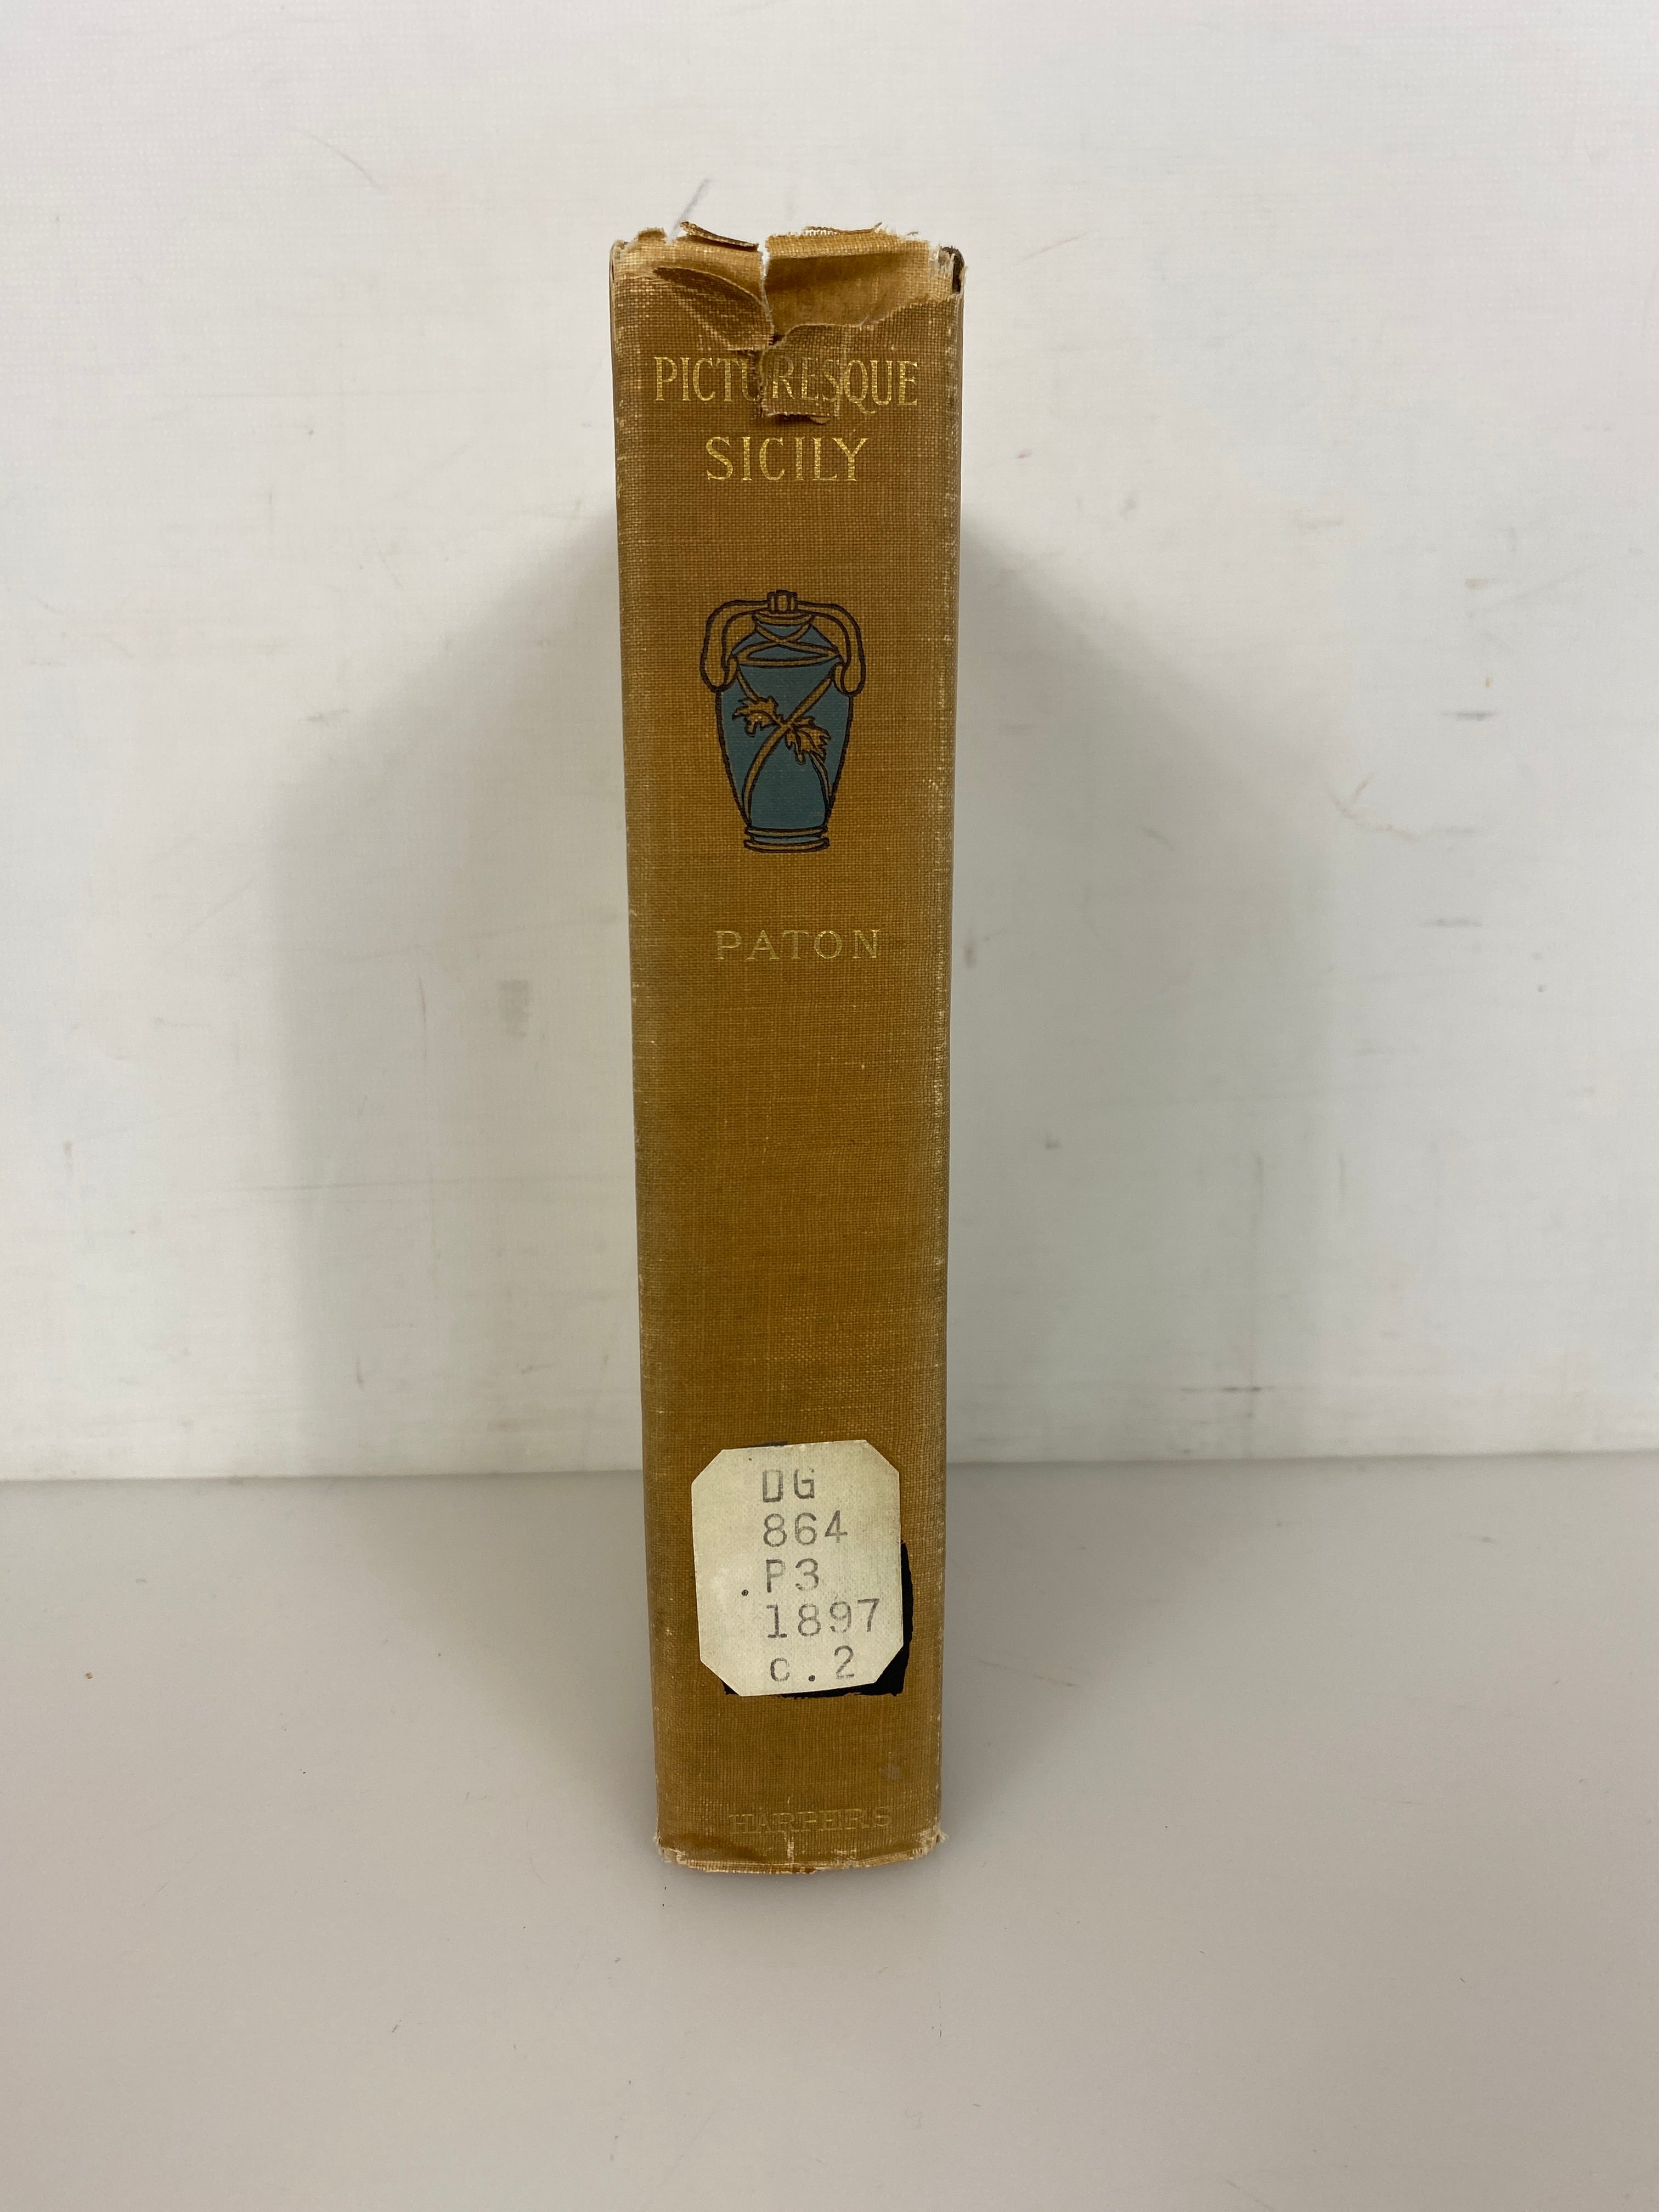 PICTURESQUE
SICILY
PATON
DG
864
.P3
1897
c.2
HARPERS